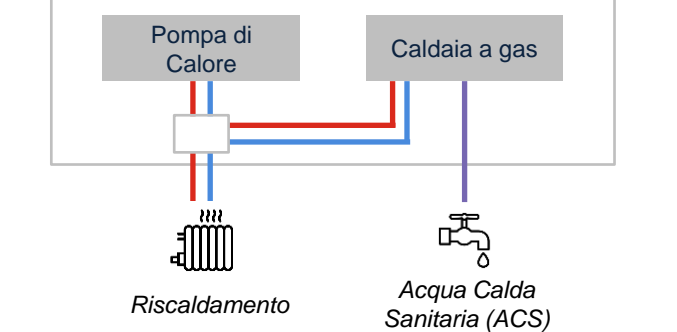 Pompa di
Calore
Caldaia a gas
Riscaldamento
Acqua Calda
Sanitaria (ACS)